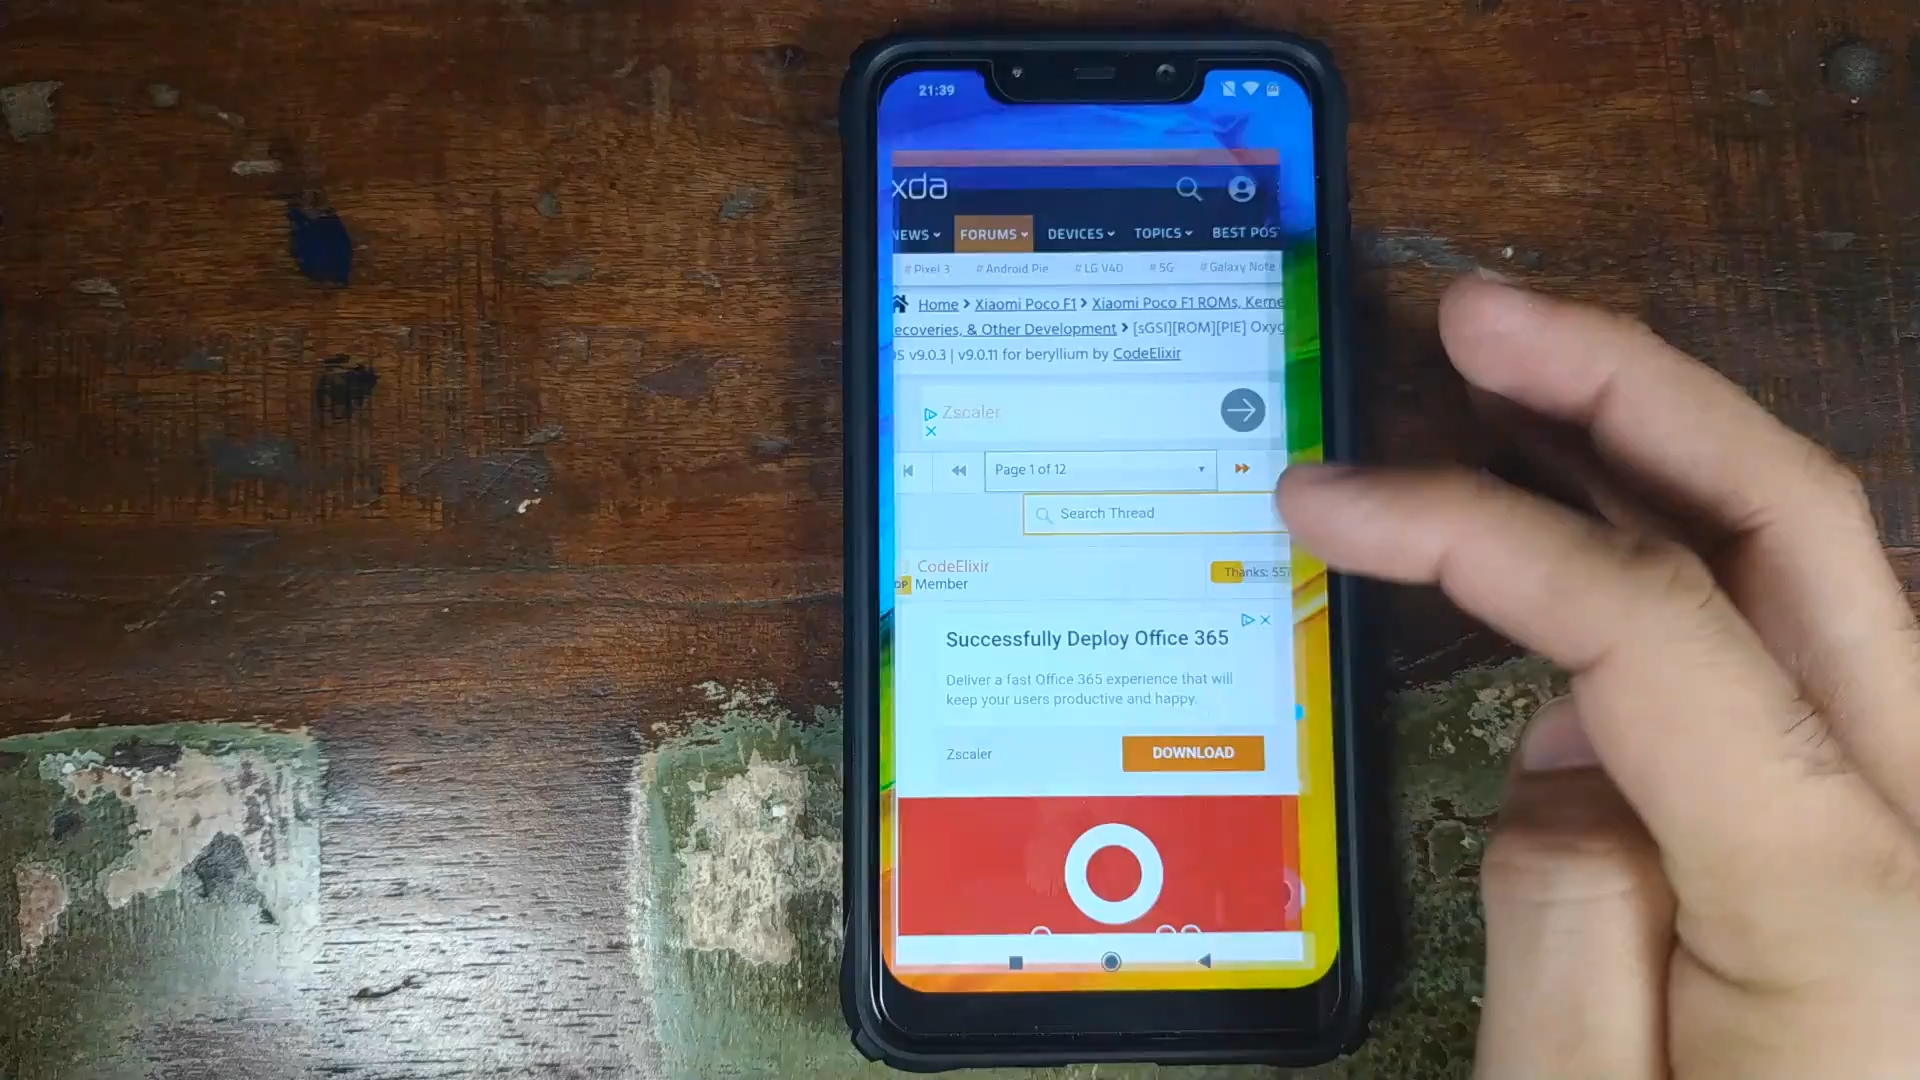 21:39
xda
NEWS FORUMS DEVICES TOPICS BEST POS
# Pixel 3 # Android Pie # LG V40 # 5G # Galaxy Note
Home > Xiaomi Poco F1 > Xiaomi Poco F1 ROMs, Kerne
ecoveries, & Other Development > [sGSI][ROM][PIE] Oxyg
S v9.0.3 | v9.0.11 for beryllium by CodeElixir
Zscaler
Page 1 of 12
Search Thread
CodeElixir
OP Member
Thanks: 557
Successfully Deploy Office 365
Deliver a fast Office 365 experience that will
keep your users productive and happy.
Zscaler
DOWNLOAD